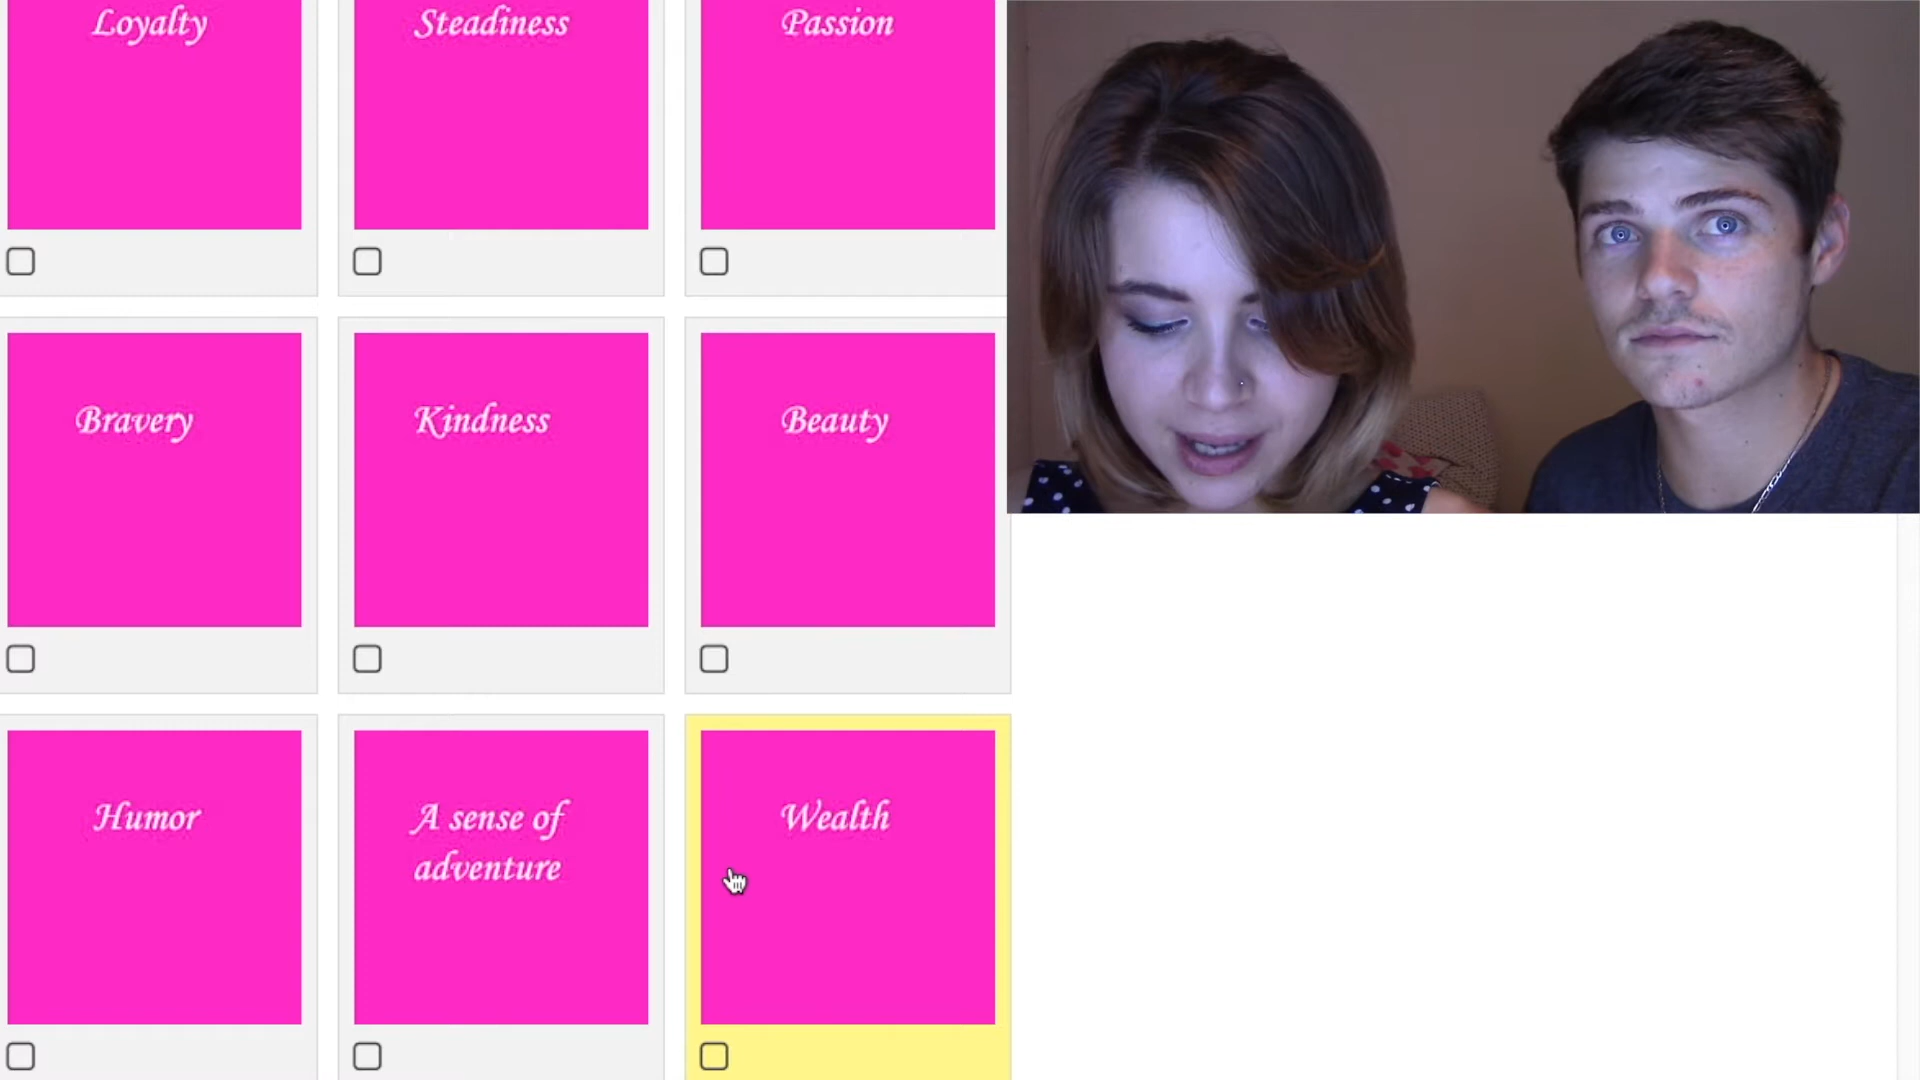 Loyalty
Steadiness
Passion
Bravery
Kindness
Beauty
Humor
A sense of
adventure
Wealth